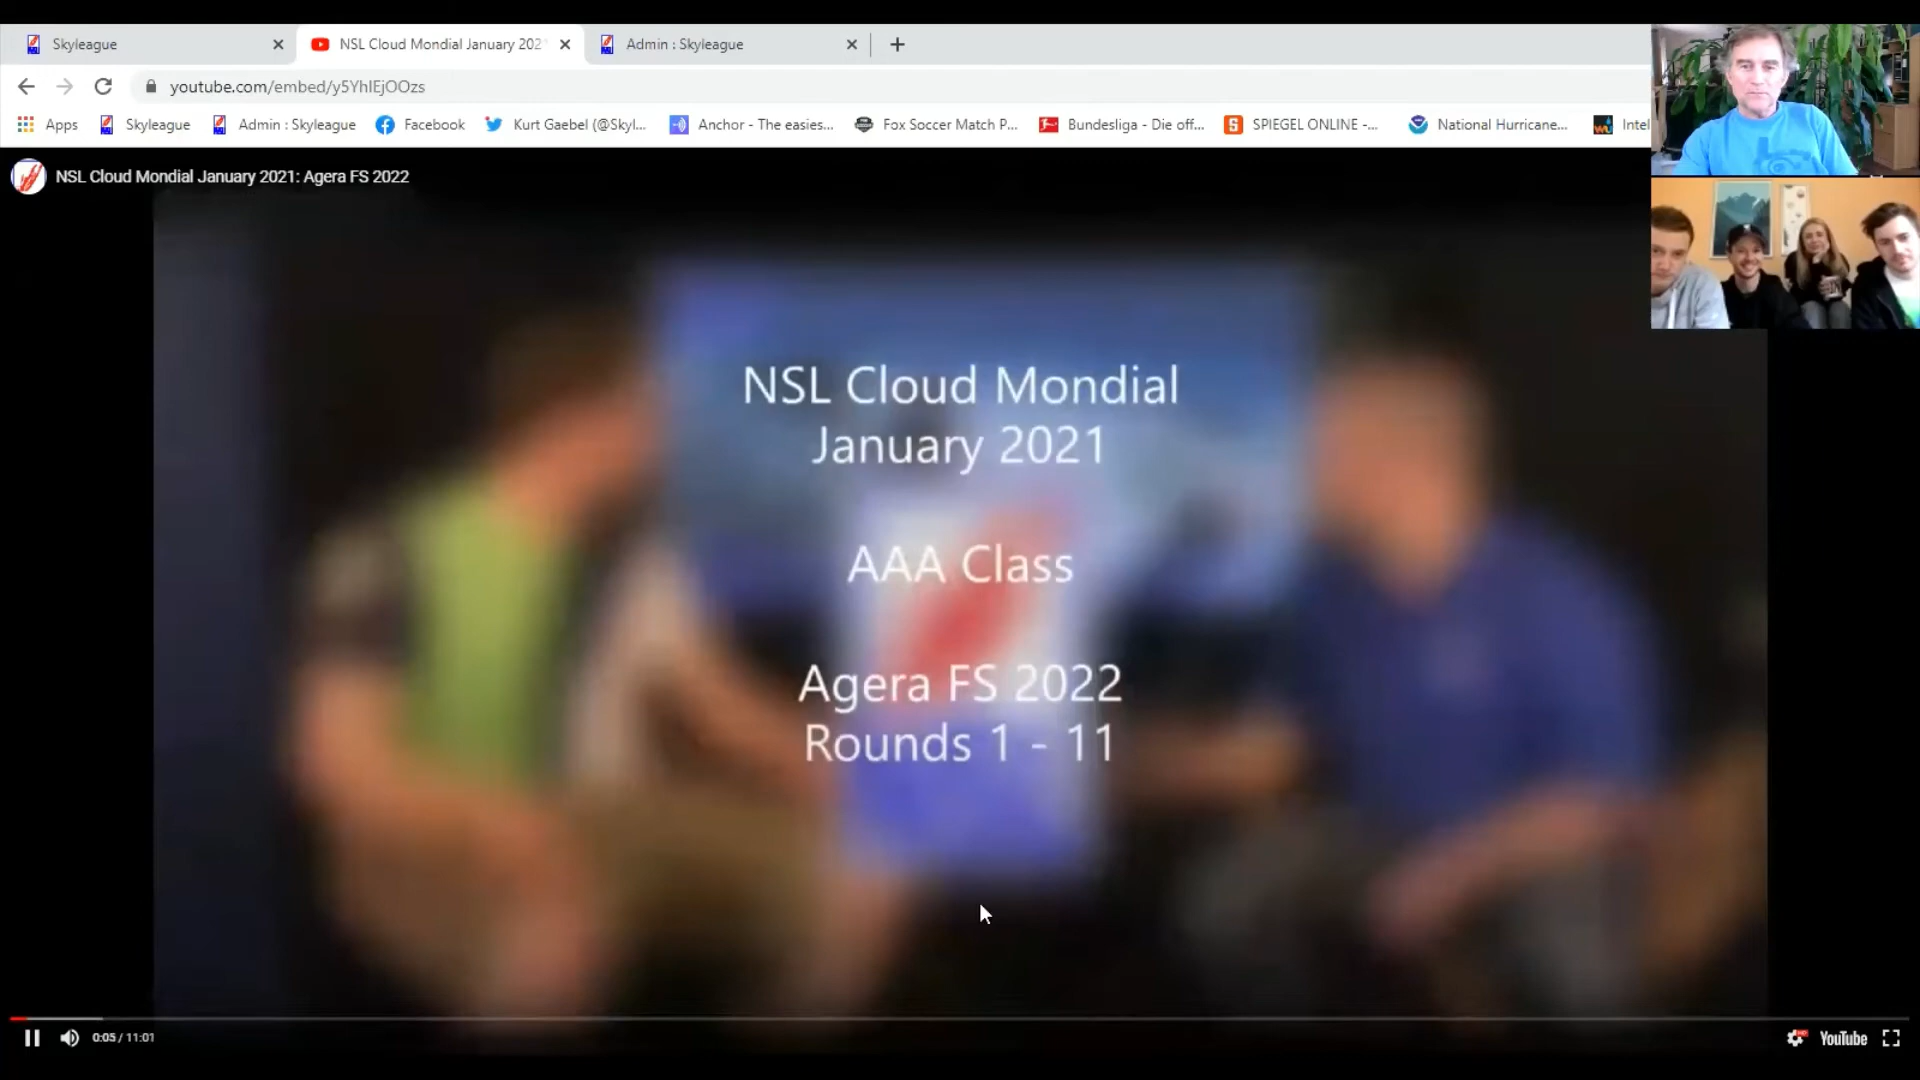 Skyleague
NSL Cloud Mondial January 202
Admin : Skyleague
youtube.com/embed/y5YhlEjOOzs
Apps
Skyleague
Admin : Skyleague
Facebook
Kurt Gaebel (@Skyl...
Anchor - The easies...
Fox Soccer Match P...
Bundesliga - Die off...
SPIEGEL ONLINE -...
National Hurricane...
Intel
NSL Cloud Mondial January 2021: Agera FS 2022
NSL Cloud Mondial
January 2021
AAA Class
Agera FS 2022
Rounds 1 - 11
0:05 / 11:01
YouTube